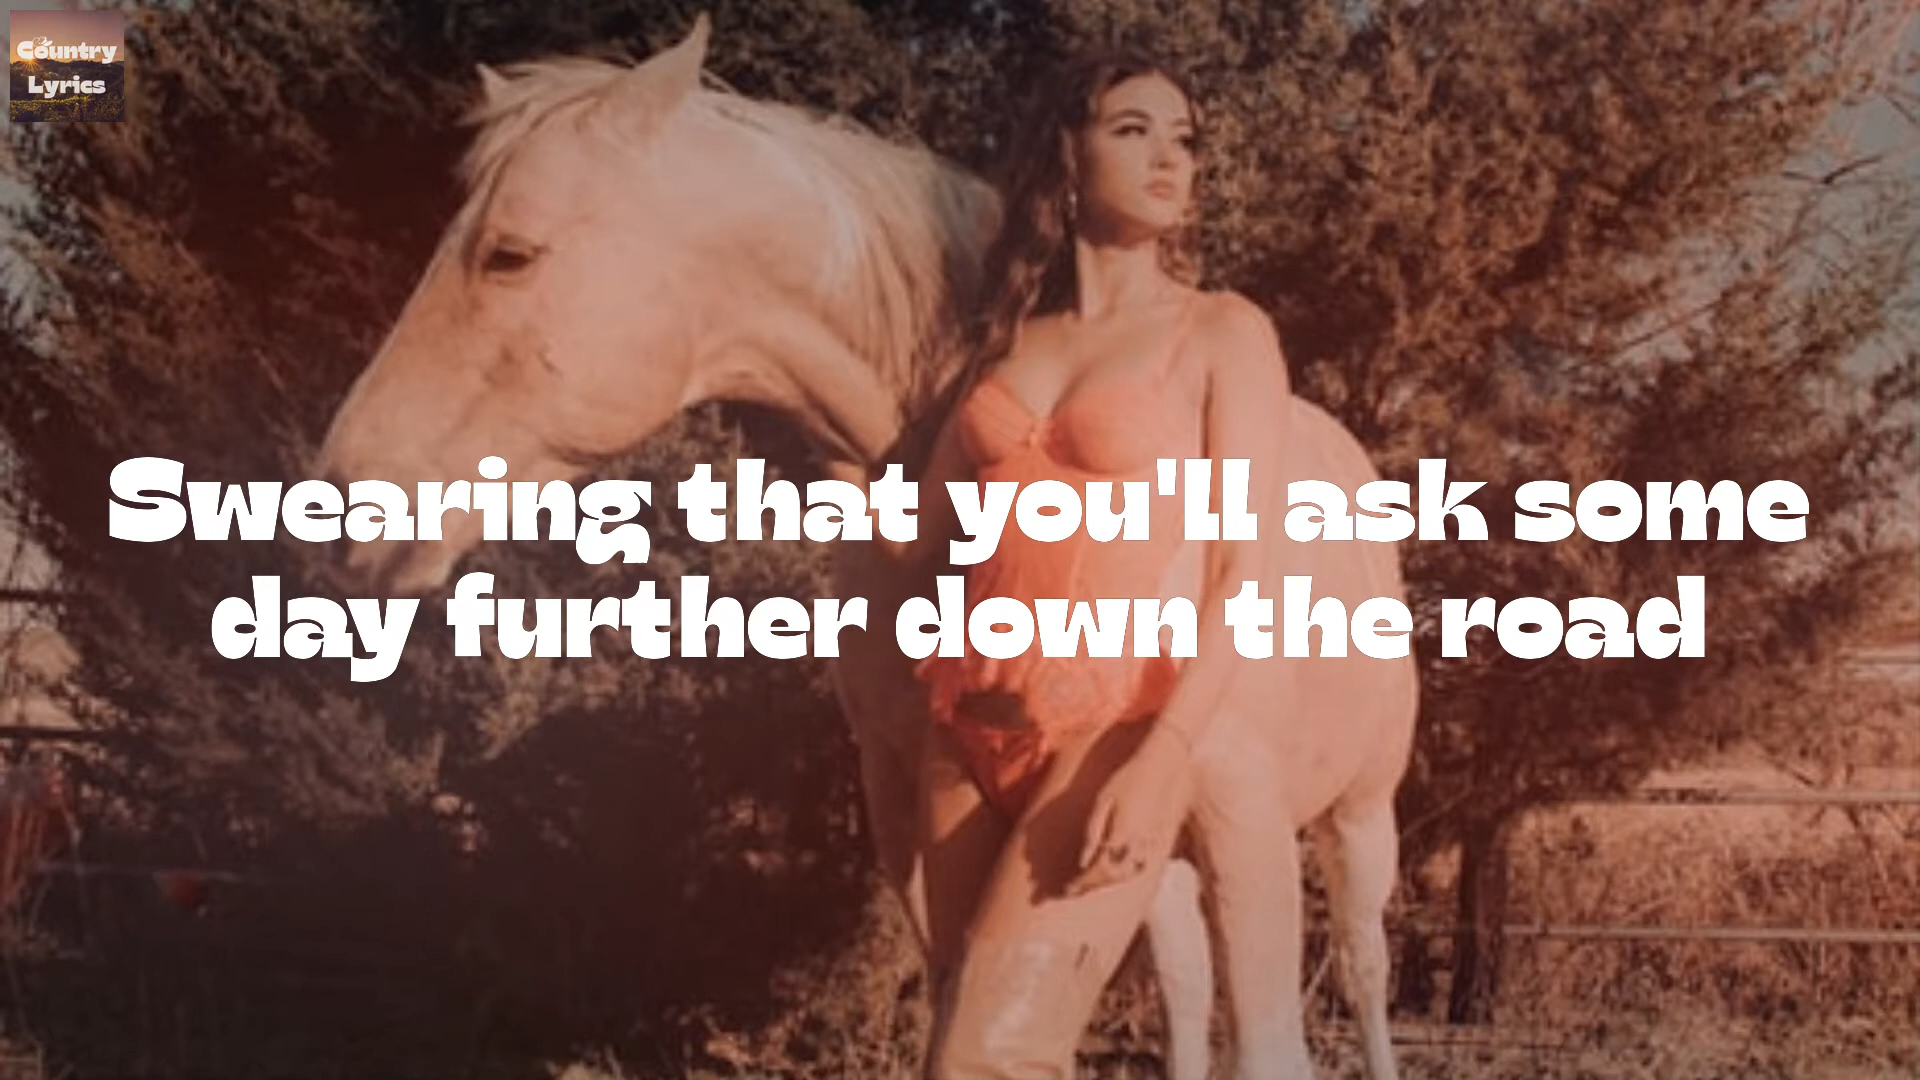 Country
Lyrics
Swearing that you'll ask some
day further down the road